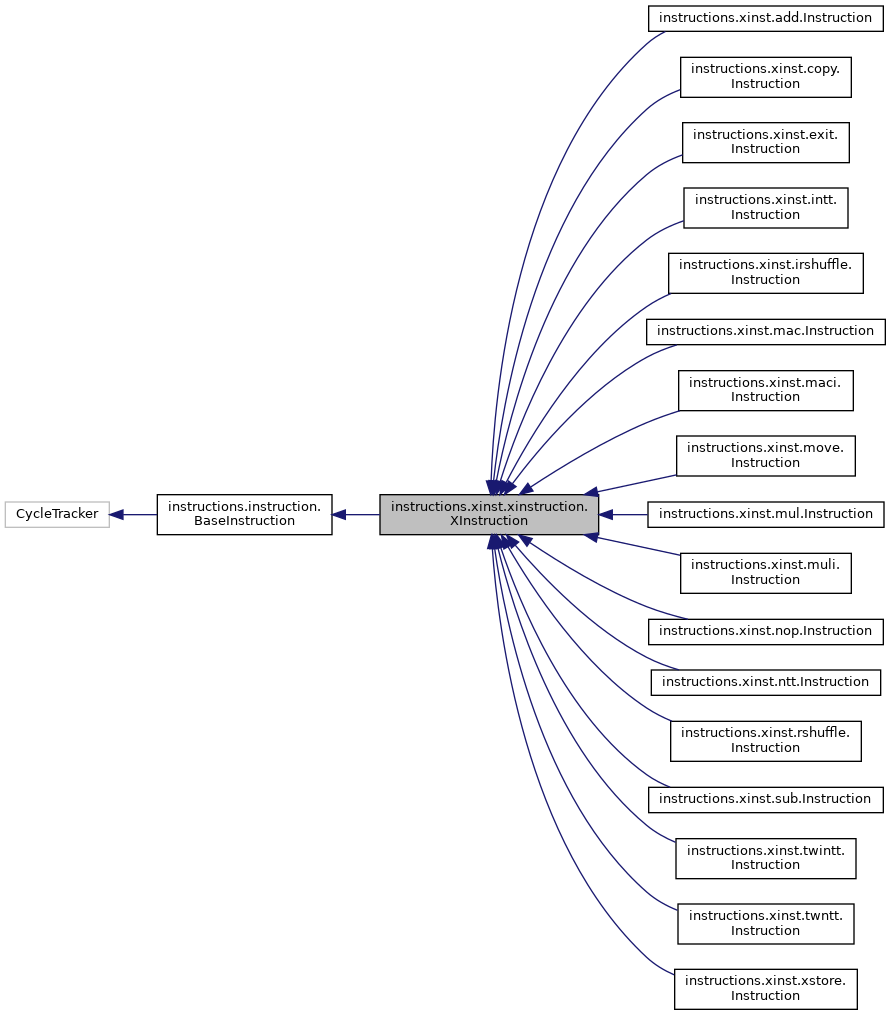 CycleTracker
instructions.instruction.
BaseInstruction
instructions.xinst.xinstruction.
XInstruction
instructions.xinst.add.Instruction
instructions.xinst.copy.
Instruction
instructions.xinst.exit.
Instruction
instructions.xinst.intt.
Instruction
instructions.xinst.irshuffle.
Instruction
instructions.xinst.mac.Instruction
instructions.xinst.maci.
Instruction
instructions.xinst.move.
Instruction
instructions.xinst.mul.Instruction
instructions.xinst.muli.
Instruction
instructions.xinst.nop.Instruction
instructions.xinst.ntt.Instruction
instructions.xinst.rshuffle.
Instruction
instructions.xinst.sub.Instruction
instructions.xinst.twintt.
Instruction
instructions.xinst.twntt.
Instruction
instructions.xinst.xstore.
Instruction